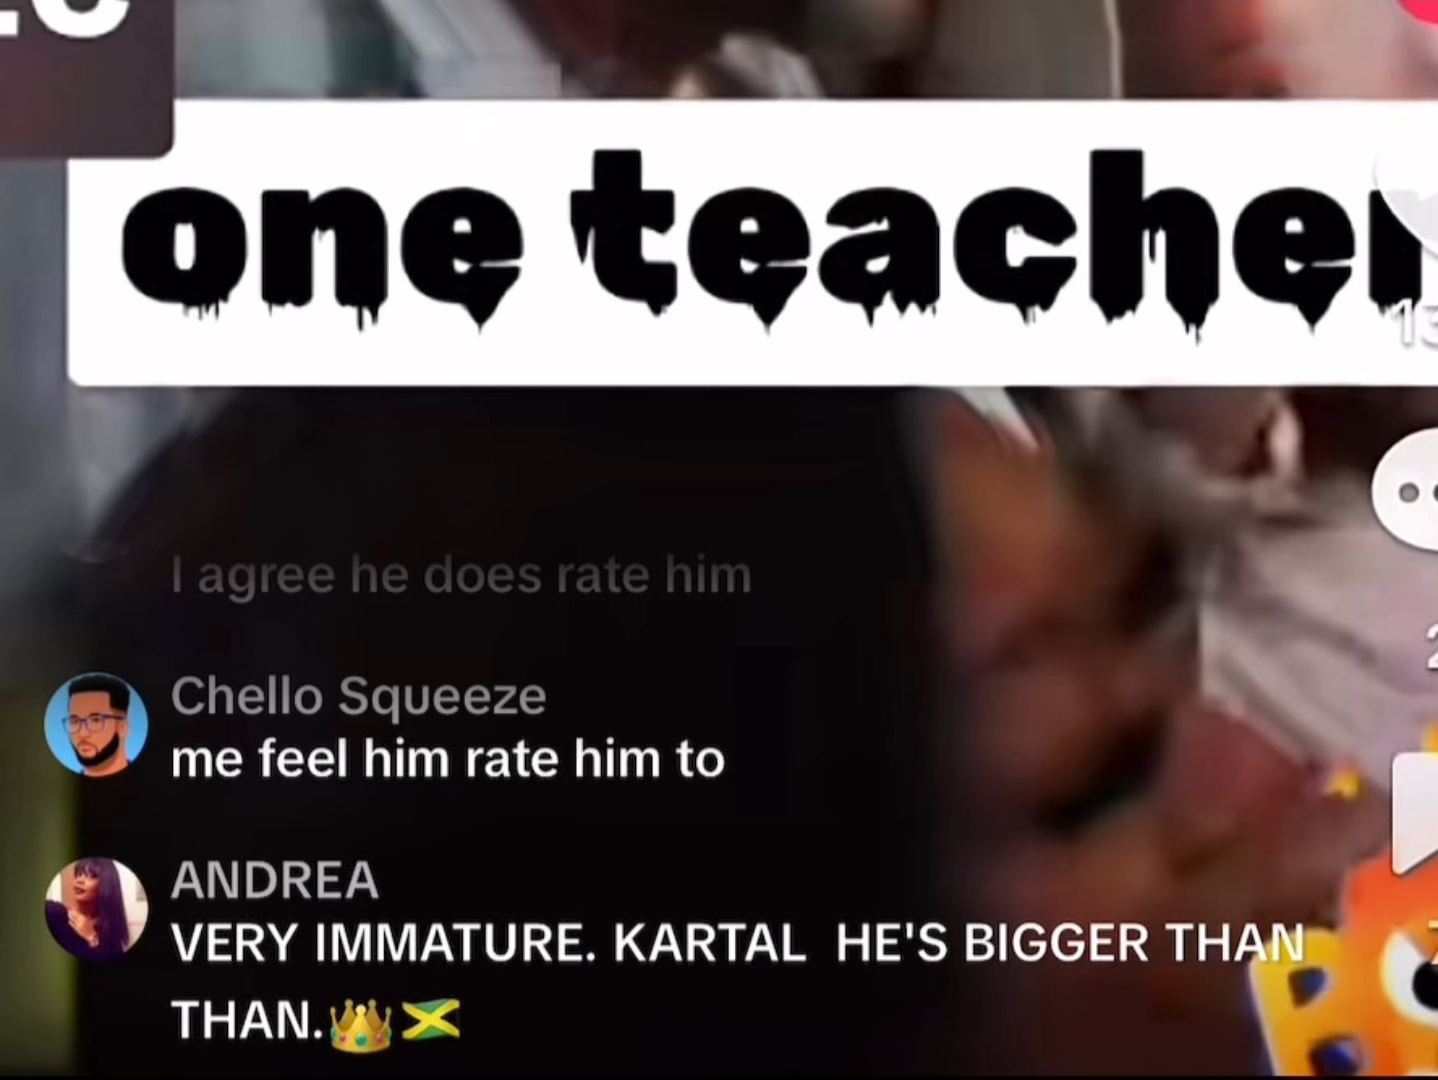 one teacher
I agree he does rate him
Chello Squeeze
me feel him rate him to
ANDREA
VERY IMMATURE. KARTAL  HE'S BIGGER THAN
THAN.👑🇯🇲